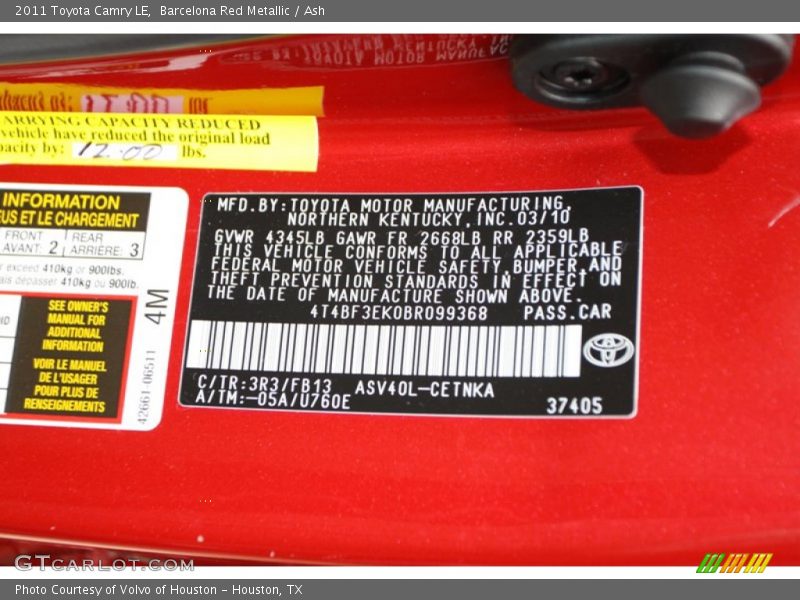 2011 Toyota Camry LE, Barcelona Red Metallic / Ash
17.00
CARRYING CAPACITY REDUCED
vehicle have reduced the original load
pacity by: 12.00 lbs.
INFORMATION
EUS ET LE CHARGEMENT
FRONT
AVANT: 2
REAR
ARRIÈRE: 3
r exceed 410kg or 900lbs.
ais dépasser 410kg ou 900lb.
SEE OWNER'S
MANUAL FOR
ADDITIONAL
INFORMATION
VOIR LE MANUEL
DE L'USAGER
POUR PLUS DE
RENSEIGNEMENTS
4M
42661-06511
MFD.BY:TOYOTA MOTOR MANUFACTURING,
NORTHERN KENTUCKY,INC.03/10
GVWR 4345LB GAWR FR 2668LB RR 2359LB
THIS VEHICLE CONFORMS TO ALL APPLICABLE
FEDERAL MOTOR VEHICLE SAFETY,BUMPER,AND
THEFT PREVENTION STANDARDS IN EFFECT ON
THE DATE OF MANUFACTURE SHOWN ABOVE.
4T4BF3EK0BR099368 PASS.CAR
C/TR:3R3/FB13 ASV40L-CETNKA
A/TM:-05A/U760E
37405
GTCarLot.com
Photo Courtesy of Volvo of Houston - Houston, TX